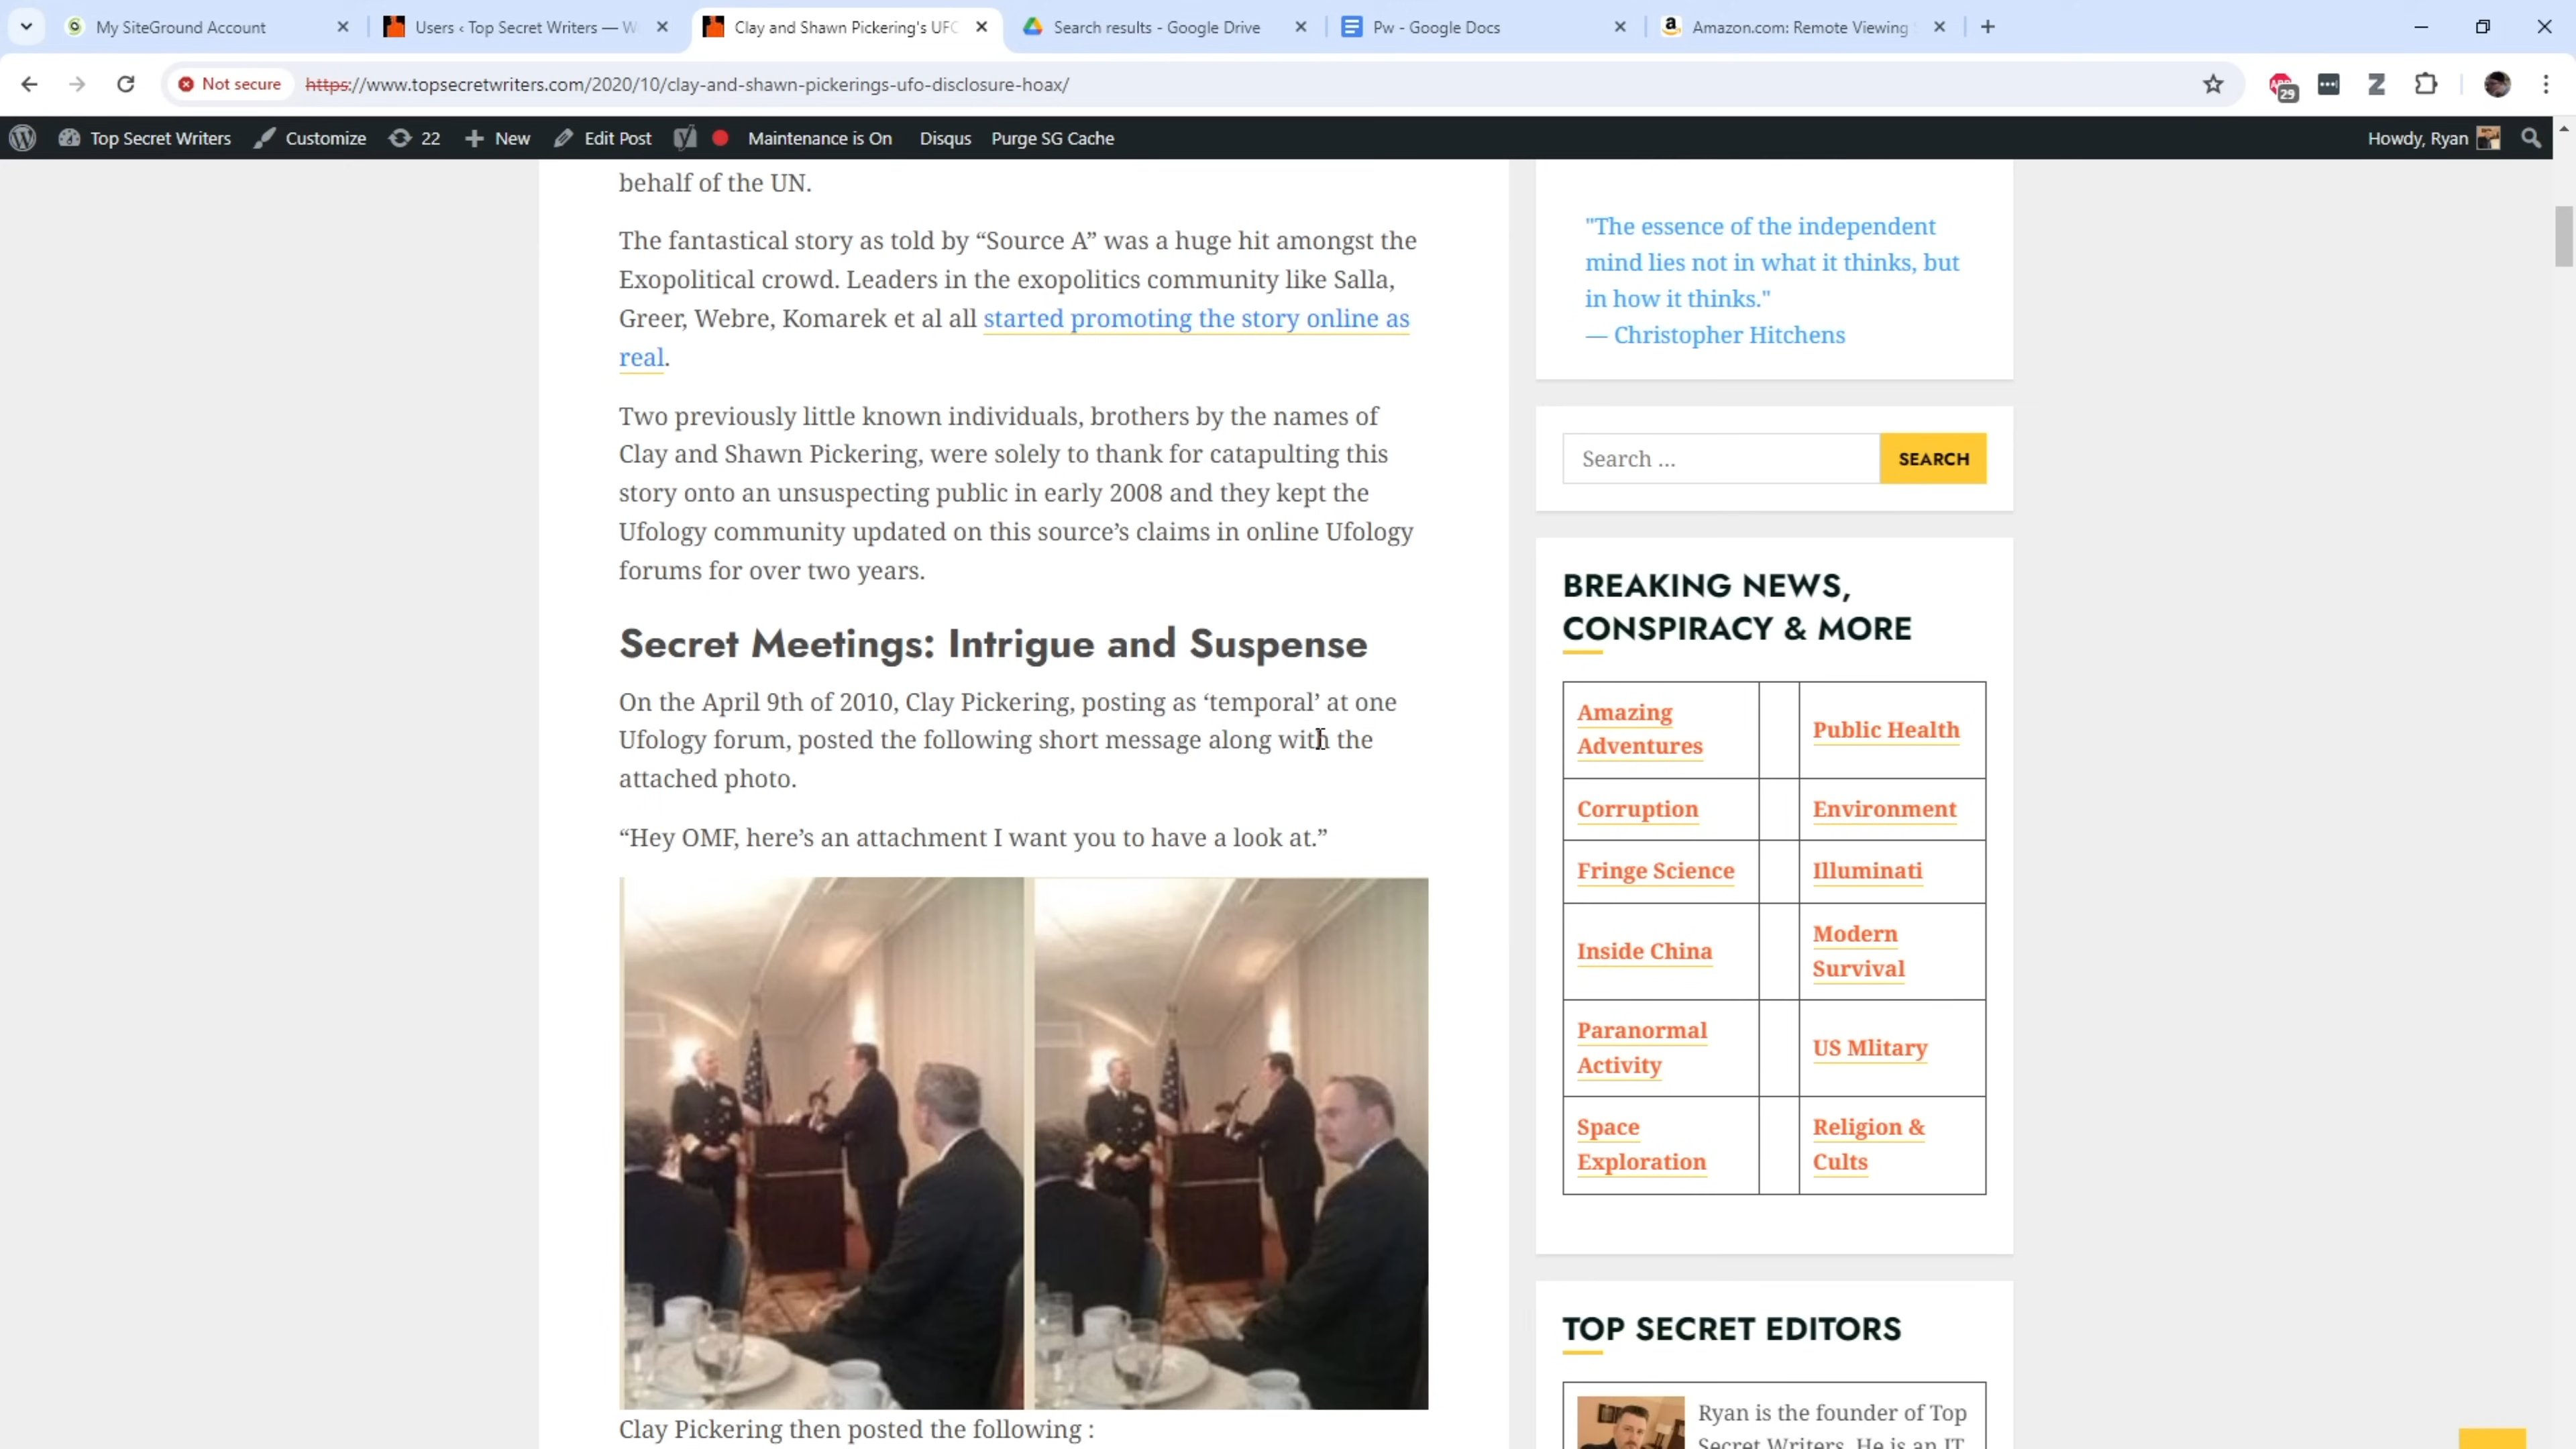 My SiteGround Account
Users ‹ Top Secret Writers — W
Clay and Shawn Pickering's UFO
Search results - Google Drive
Pw - Google Docs
Amazon.com: Remote Viewing
Not secure
https://www.topsecretwriters.com/2020/10/clay-and-shawn-pickerings-ufo-disclosure-hoax/
29
Top Secret Writers
Customize
22
New
Edit Post
Maintenance is On
Disqus
Purge SG Cache
Howdy, Ryan
behalf of the UN.
The fantastical story as told by “Source A” was a huge hit amongst the
Exopolitical crowd. Leaders in the exopolitics community like Salla,
Greer, Webre, Komarek et al all started promoting the story online as
real.
Two previously little known individuals, brothers by the names of
Clay and Shawn Pickering, were solely to thank for catapulting this
story onto an unsuspecting public in early 2008 and they kept the
Ufology community updated on this source’s claims in online Ufology
forums for over two years.
Secret Meetings: Intrigue and Suspense
On the April 9th of 2010, Clay Pickering, posting as ‘temporal’ at one
Ufology forum, posted the following short message along with the
attached photo.
“Hey OMF, here’s an attachment I want you to have a look at.”
Clay Pickering then posted the following :
"The essence of the independent
mind lies not in what it thinks, but
in how it thinks."
— Christopher Hitchens
Search ...
SEARCH
BREAKING NEWS,
CONSPIRACY & MORE
Amazing
Adventures
Public Health
Corruption
Environment
Fringe Science
Illuminati
Inside China
Modern
Survival
Paranormal
Activity
US Mlitary
Space
Exploration
Religion &
Cults
TOP SECRET EDITORS
Ryan is the founder of Top
Secret Writers. He is an IT